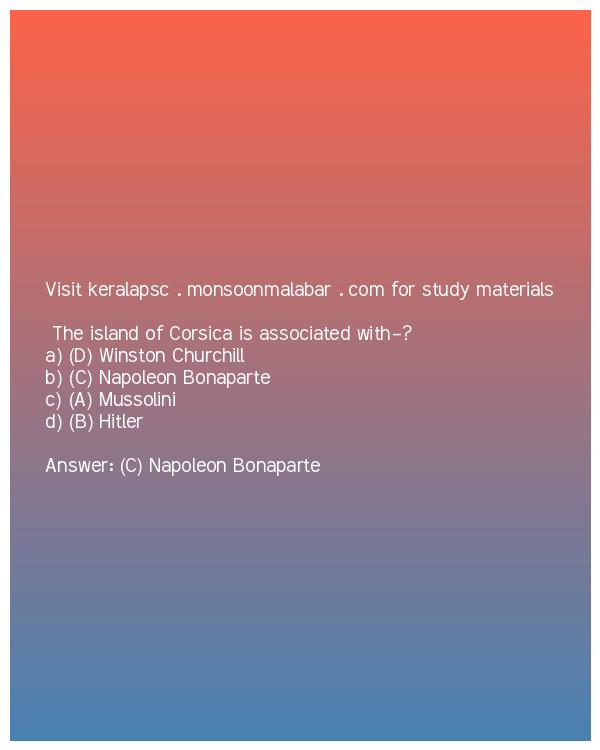 Visit keralapsc . monsoonmalabar . com for study materials
The island of Corsica is associated with-?
a) (D) Winston Churchill
b) (C) Napoleon Bonaparte
c) (A) Mussolini
d) (B) Hitler
Answer: (C) Napoleon Bonaparte